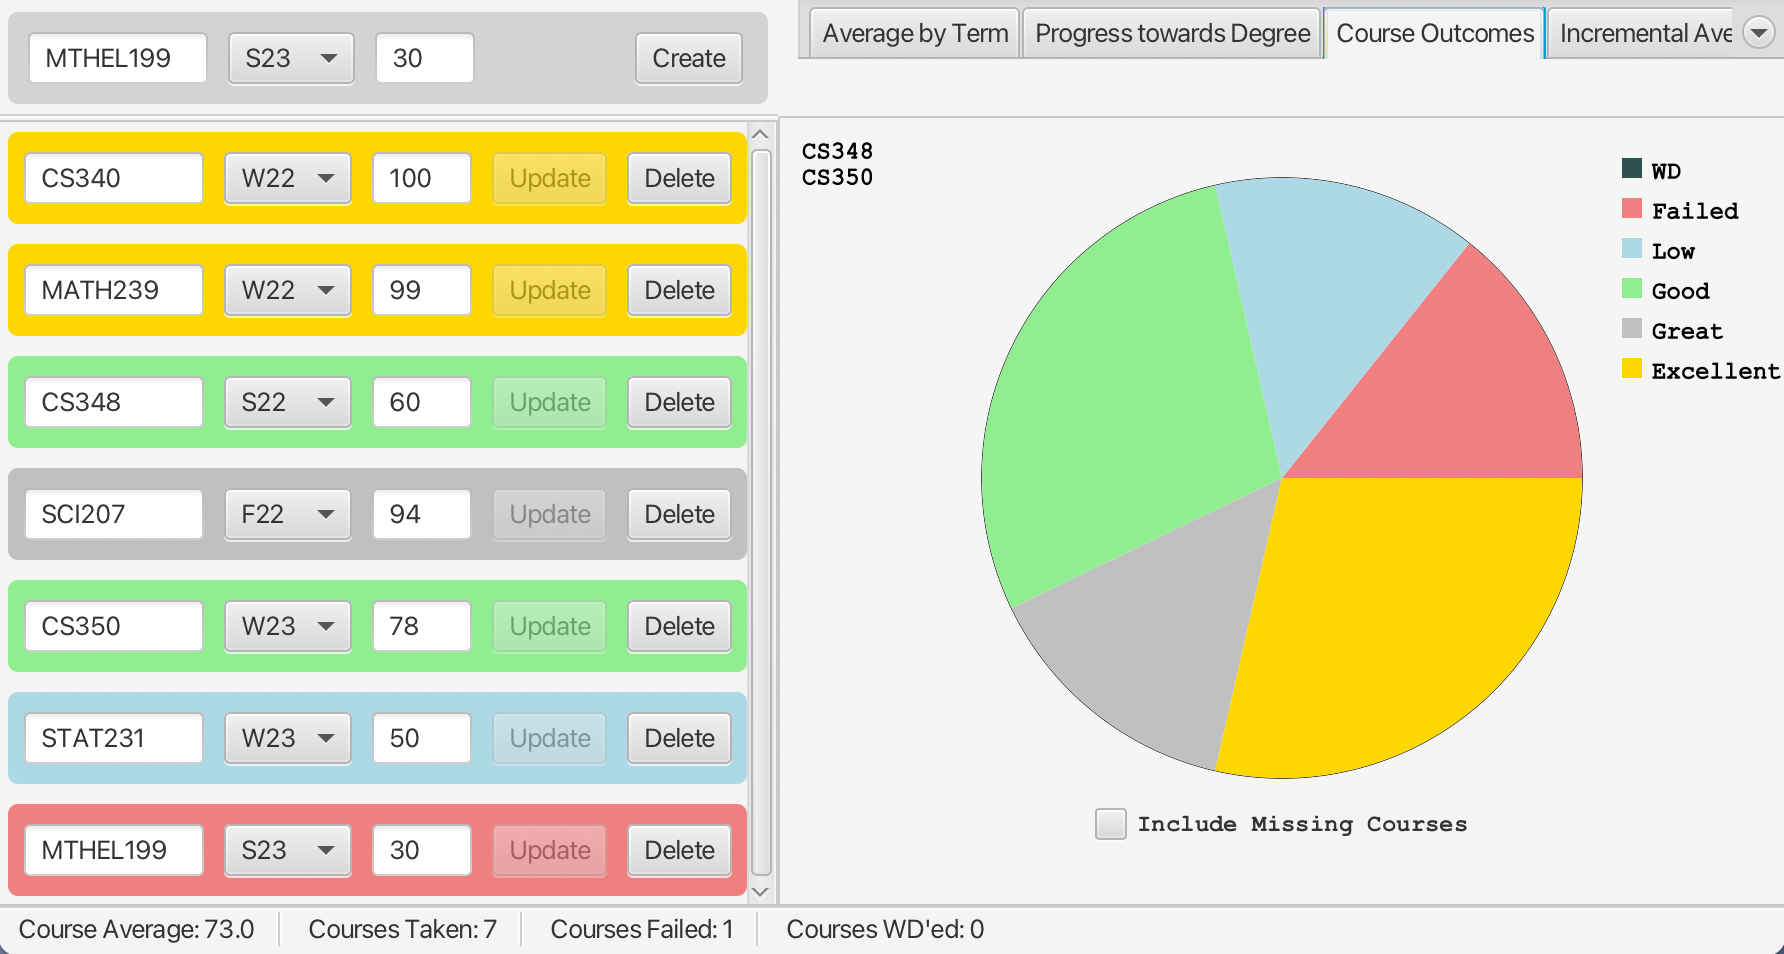 MTHEL199 S23 30 Create
CS340 W22 100 Update Delete
MATH239 W22 99 Update Delete
CS348 S22 60 Update Delete
SCI207 F22 94 Update Delete
CS350 W23 78 Update Delete
STAT231 W23 50 Update Delete
MTHEL199 S23 30 Update Delete
Average by Term Progress towards Degree Course Outcomes Incremental Ave
CS348
CS350
WD
Failed
Low
Good
Great
Excellent
Include Missing Courses
Course Average: 73.0 Courses Taken: 7 Courses Failed: 1 Courses WD'ed: 0